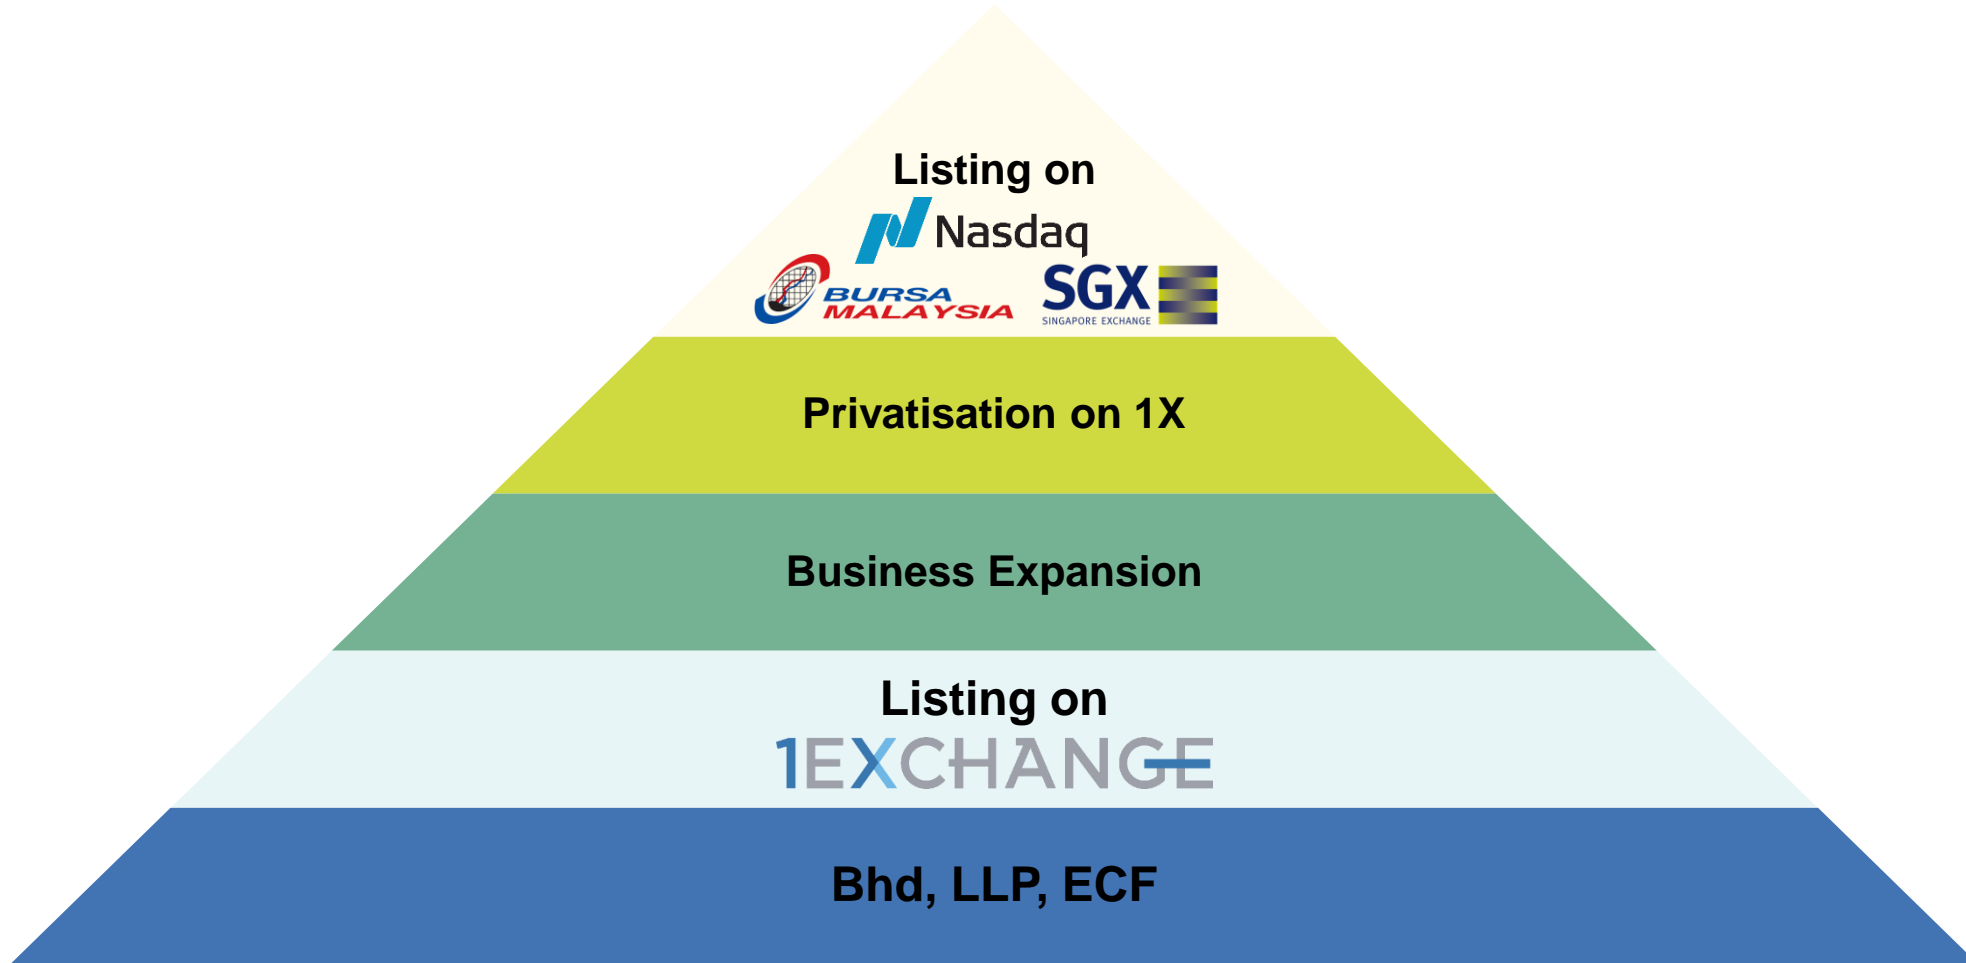 Listing on
Nasdaq
BURSA
MALAYSIA
SGX
SINGAPORE EXCHANGE
Privatisation on 1X
Business Expansion
Listing on
1EXCHANGE
Bhd, LLP, ECF